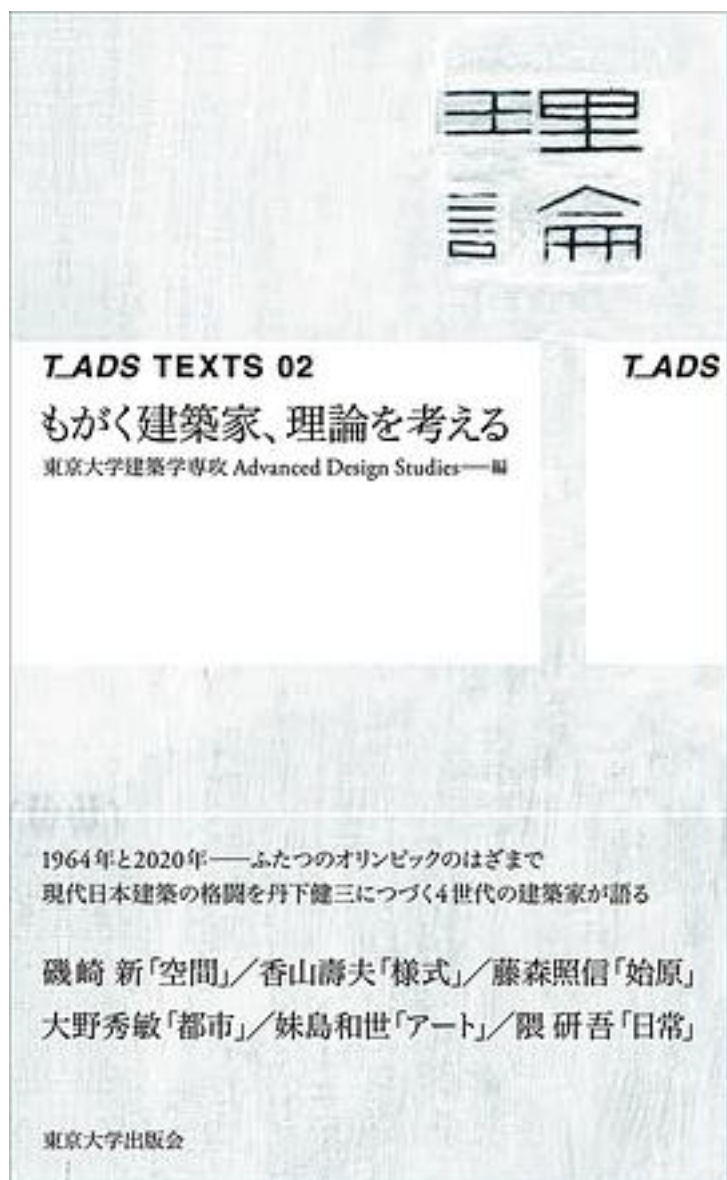 理論
T_ADS TEXTS 02
T_ADS
もがく建築家、理論を考える
東京大学建築学専攻 Advanced Design Studies──編
1964年と2020年──ふたつのオリンピックのはざまで
現代日本建築の格闘を丹下健三につづく4世代の建築家が語る
磯崎 新「空間」／香山壽夫「様式」／藤森照信「始原」
大野秀敏「都市」／妹島和世「アート」／隈 研吾「日常」
東京大学出版会